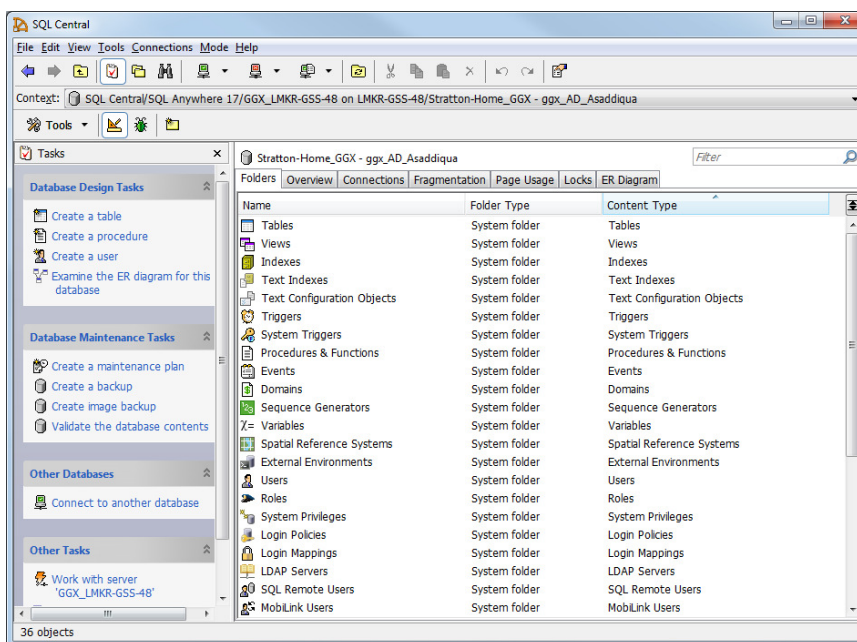 SQL Central
File Edit View Tools Connections Mode Help
Context: SQL Central/SQL Anywhere 17/GGX_LMKR-GSS-48 on LMKR-GSS-48/Stratton-Home_GGX - ggx_AD_Asaddiqua
Tools
Tasks
Database Design Tasks
Create a table
Create a procedure
Create a user
Examine the ER diagram for this
database
Database Maintenance Tasks
Create a maintenance plan
Create a backup
Create image backup
Validate the database contents
Other Databases
Connect to another database
Other Tasks
Work with server
'GGX_LMKR-GSS-48'
Stratton-Home_GGX - ggx_AD_Asaddiqua
Filter
Folders Overview Connections Fragmentation Page Usage Locks ER Diagram
Name Folder Type Content Type
Tables System folder Tables
Views System folder Views
Indexes System folder Indexes
Text Indexes System folder Text Indexes
Text Configuration Objects System folder Text Configuration Objects
Triggers System folder Triggers
System Triggers System folder System Triggers
Procedures & Functions System folder Procedures & Functions
Events System folder Events
Domains System folder Domains
Sequence Generators System folder Sequence Generators
Variables System folder Variables
Spatial Reference Systems System folder Spatial Reference Systems
External Environments System folder External Environments
Users System folder Users
Roles System folder Roles
System Privileges System folder System Privileges
Login Policies System folder Login Policies
Login Mappings System folder Login Mappings
LDAP Servers System folder LDAP Servers
SQL Remote Users System folder SQL Remote Users
MobiLink Users System folder MobiLink Users
36 objects